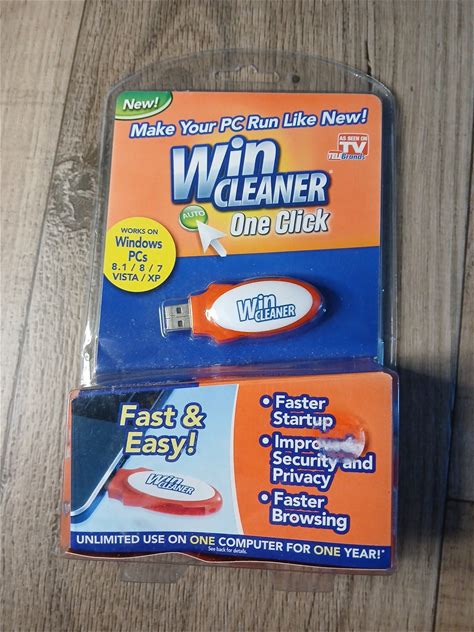 New!
Make Your PC Run Like New!
AS SEEN ON
TV
TELEBrands
Win
CLEANER®
AUTO
One Click
WORKS ON
Windows
PCs
8.1 / 8 / 7
VISTA / XP
Win
CLEANER
Fast &
Easy!
Win
CLEANER
• Faster
Startup
• Security and
Privacy
• Faster
Browsing
UNLIMITED USE ON ONE COMPUTER FOR ONE YEAR!*
See back for details.